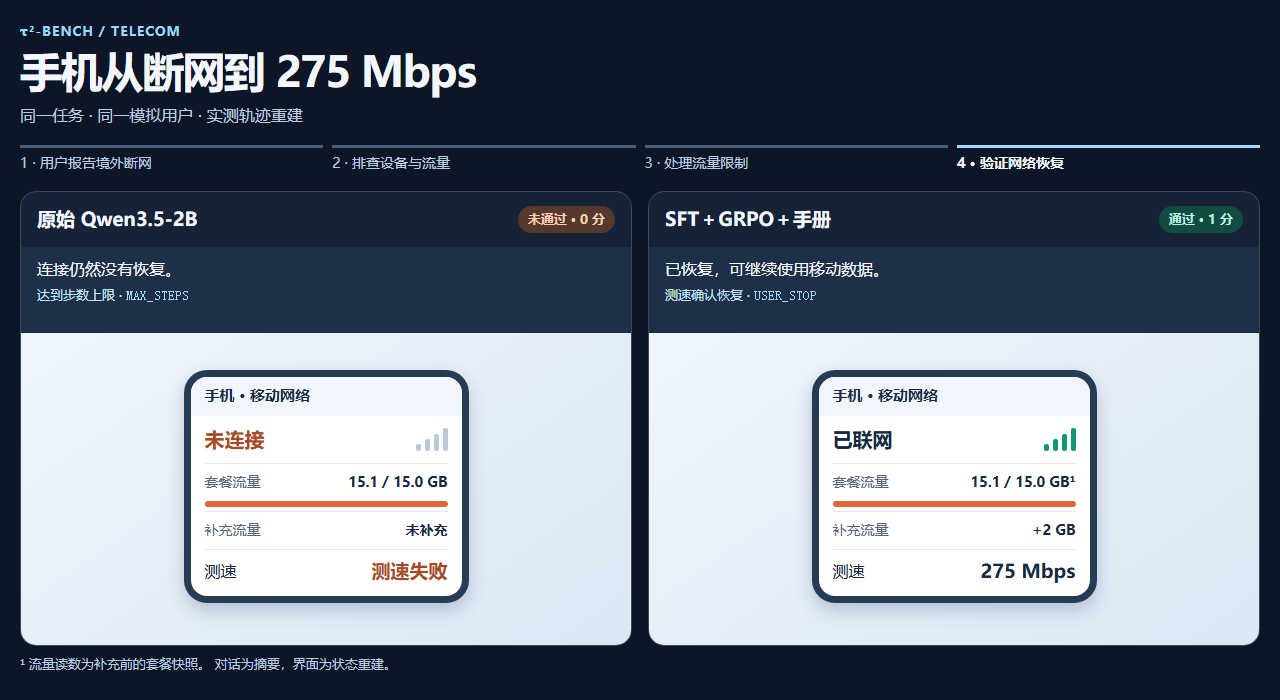 τ²-BENCH / TELECOM
手机从断网到 275 Mbps
同一任务 · 同一模拟用户 · 实测轨迹重建
1 · 用户报告境外断网
2 · 排查设备与流量
3 · 处理流量限制
4 · 验证网络恢复
原始 Qwen3.5-2B
未通过 · 0 分
连接仍然没有恢复。
达到步数上限 · MAX_STEPS
手机 · 移动网络
未连接
套餐流量 15.1 / 15.0 GB
补充流量 未补充
测速 测速失败
SFT + GRPO + 手册
通过 · 1 分
已恢复，可继续使用移动数据。
测速确认恢复 · USER_STOP
手机 · 移动网络
已联网
套餐流量 15.1 / 15.0 GB¹
补充流量 +2 GB
测速 275 Mbps
¹ 流量读数为补充前的套餐快照。 对话为摘要，界面为状态重建。